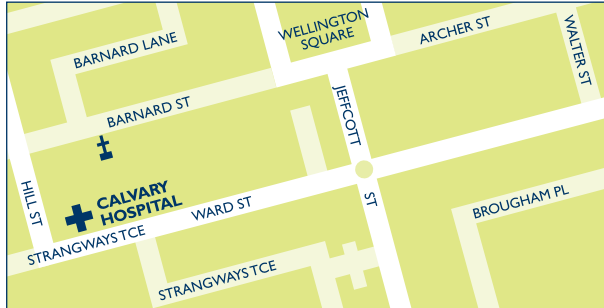 WELLINGTON
SQUARE
ARCHER ST
WALTER ST
BARNARD LANE
BARNARD ST
JEFFCOTT
ST
HILL ST
CALVARY
HOSPITAL
WARD ST
BROUGHAM PL
STRANGWAYS TCE
STRANGWAYS TCE